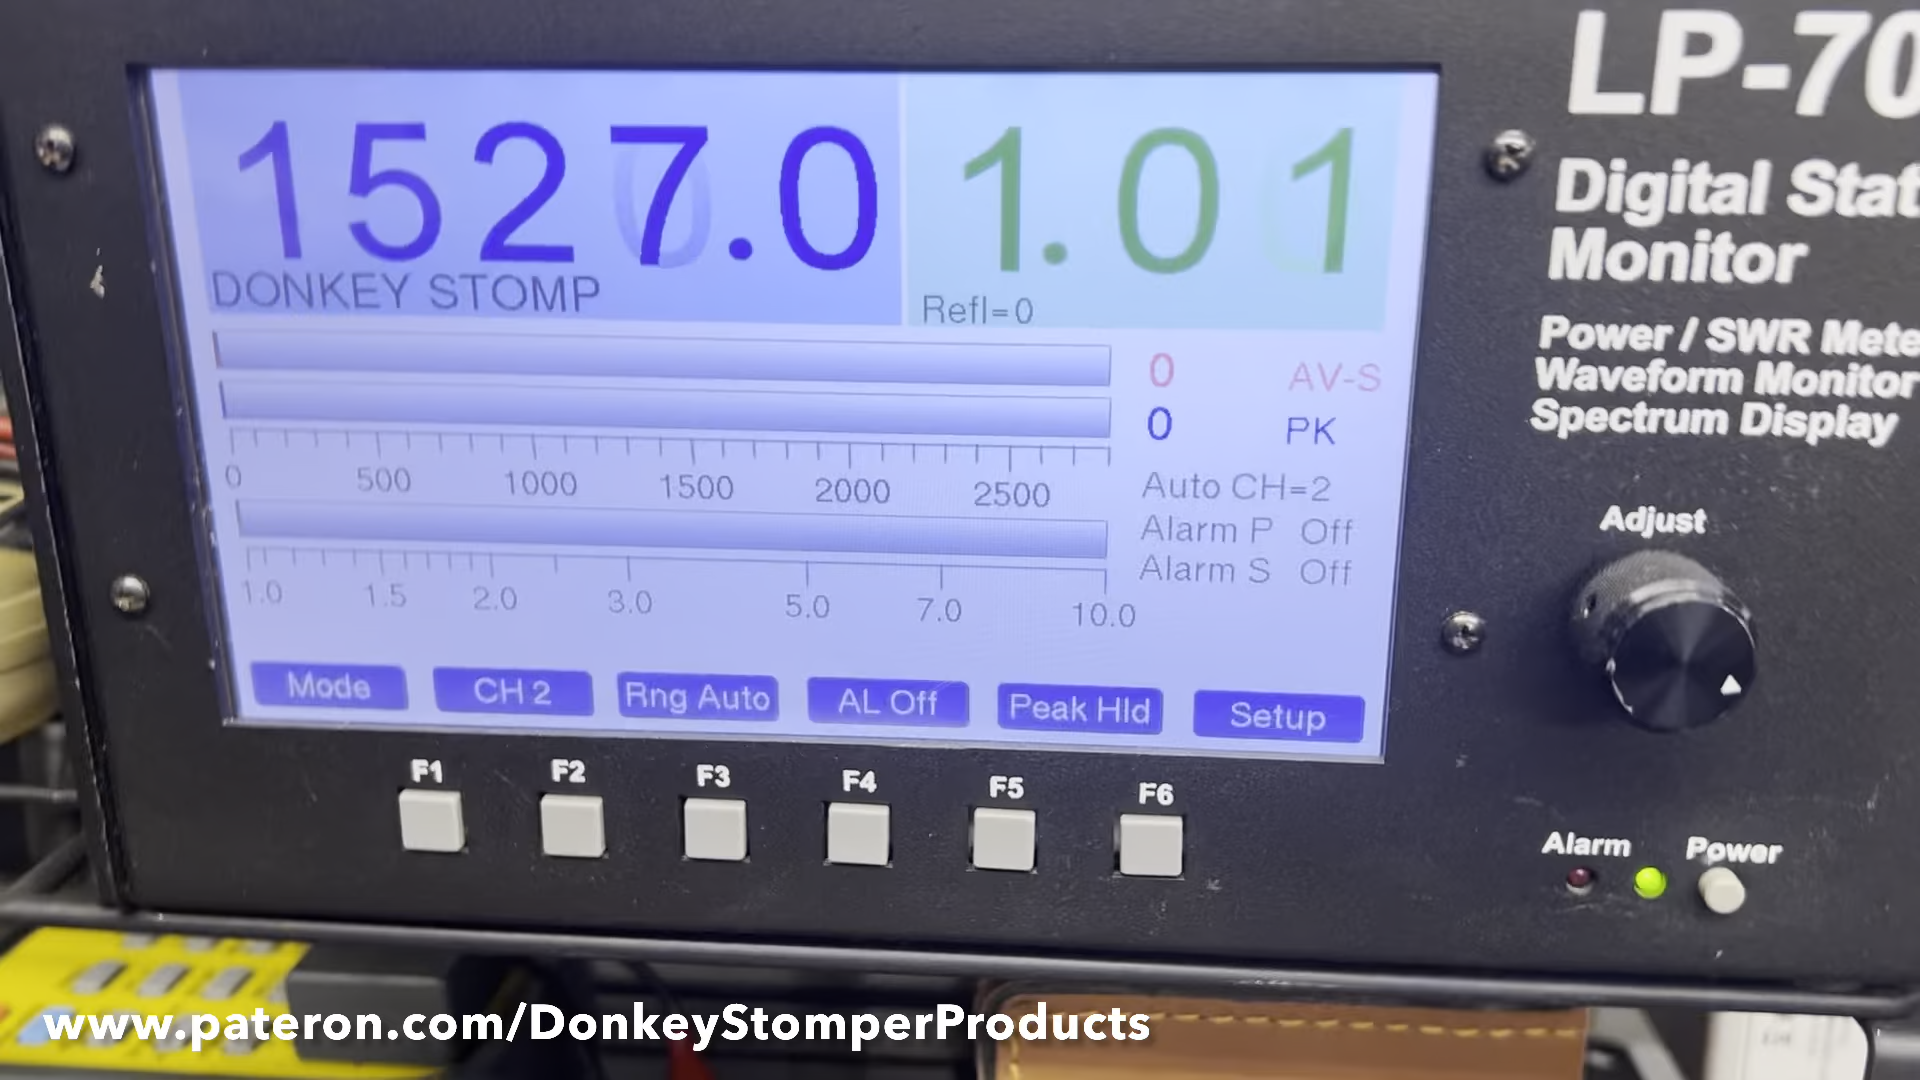 1527.0
1.01
DONKEY STOMP
Refl=0
0 AV-S
0 PK
0 500 1000 1500 2000 2500
Auto CH=2
Alarm P Off
Alarm S Off
1.0 1.5 2.0 3.0 5.0 7.0 10.0
Mode CH 2 Rng Auto AL Off Peak Hld Setup
F1 F2 F3 F4 F5 F6
LP-70
Digital Stat
Monitor
Power / SWR Mete
Waveform Monitor
Spectrum Display
Adjust
Alarm Power
www.pateron.com/DonkeyStomperProducts